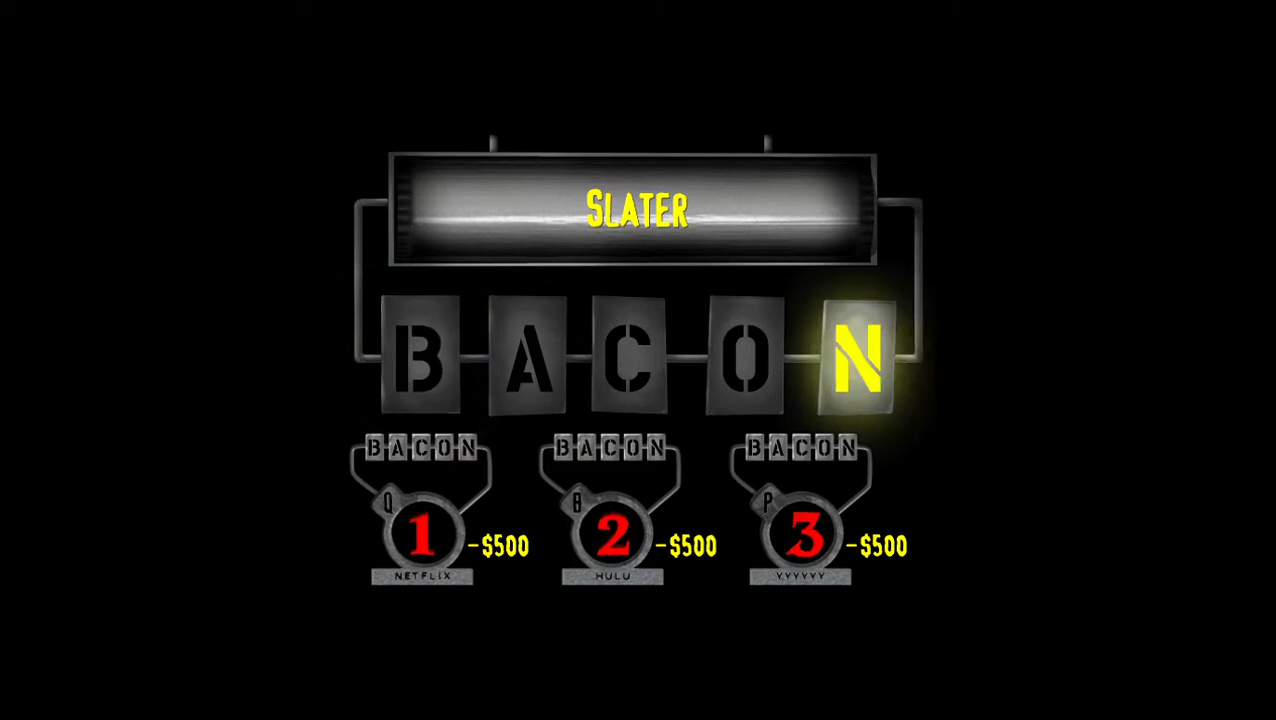 SLATER
BACON
BACON BACON BACON
Q B P
1 -$500 2 -$500 3 -$500
NETFLIX HULU YYYYYY